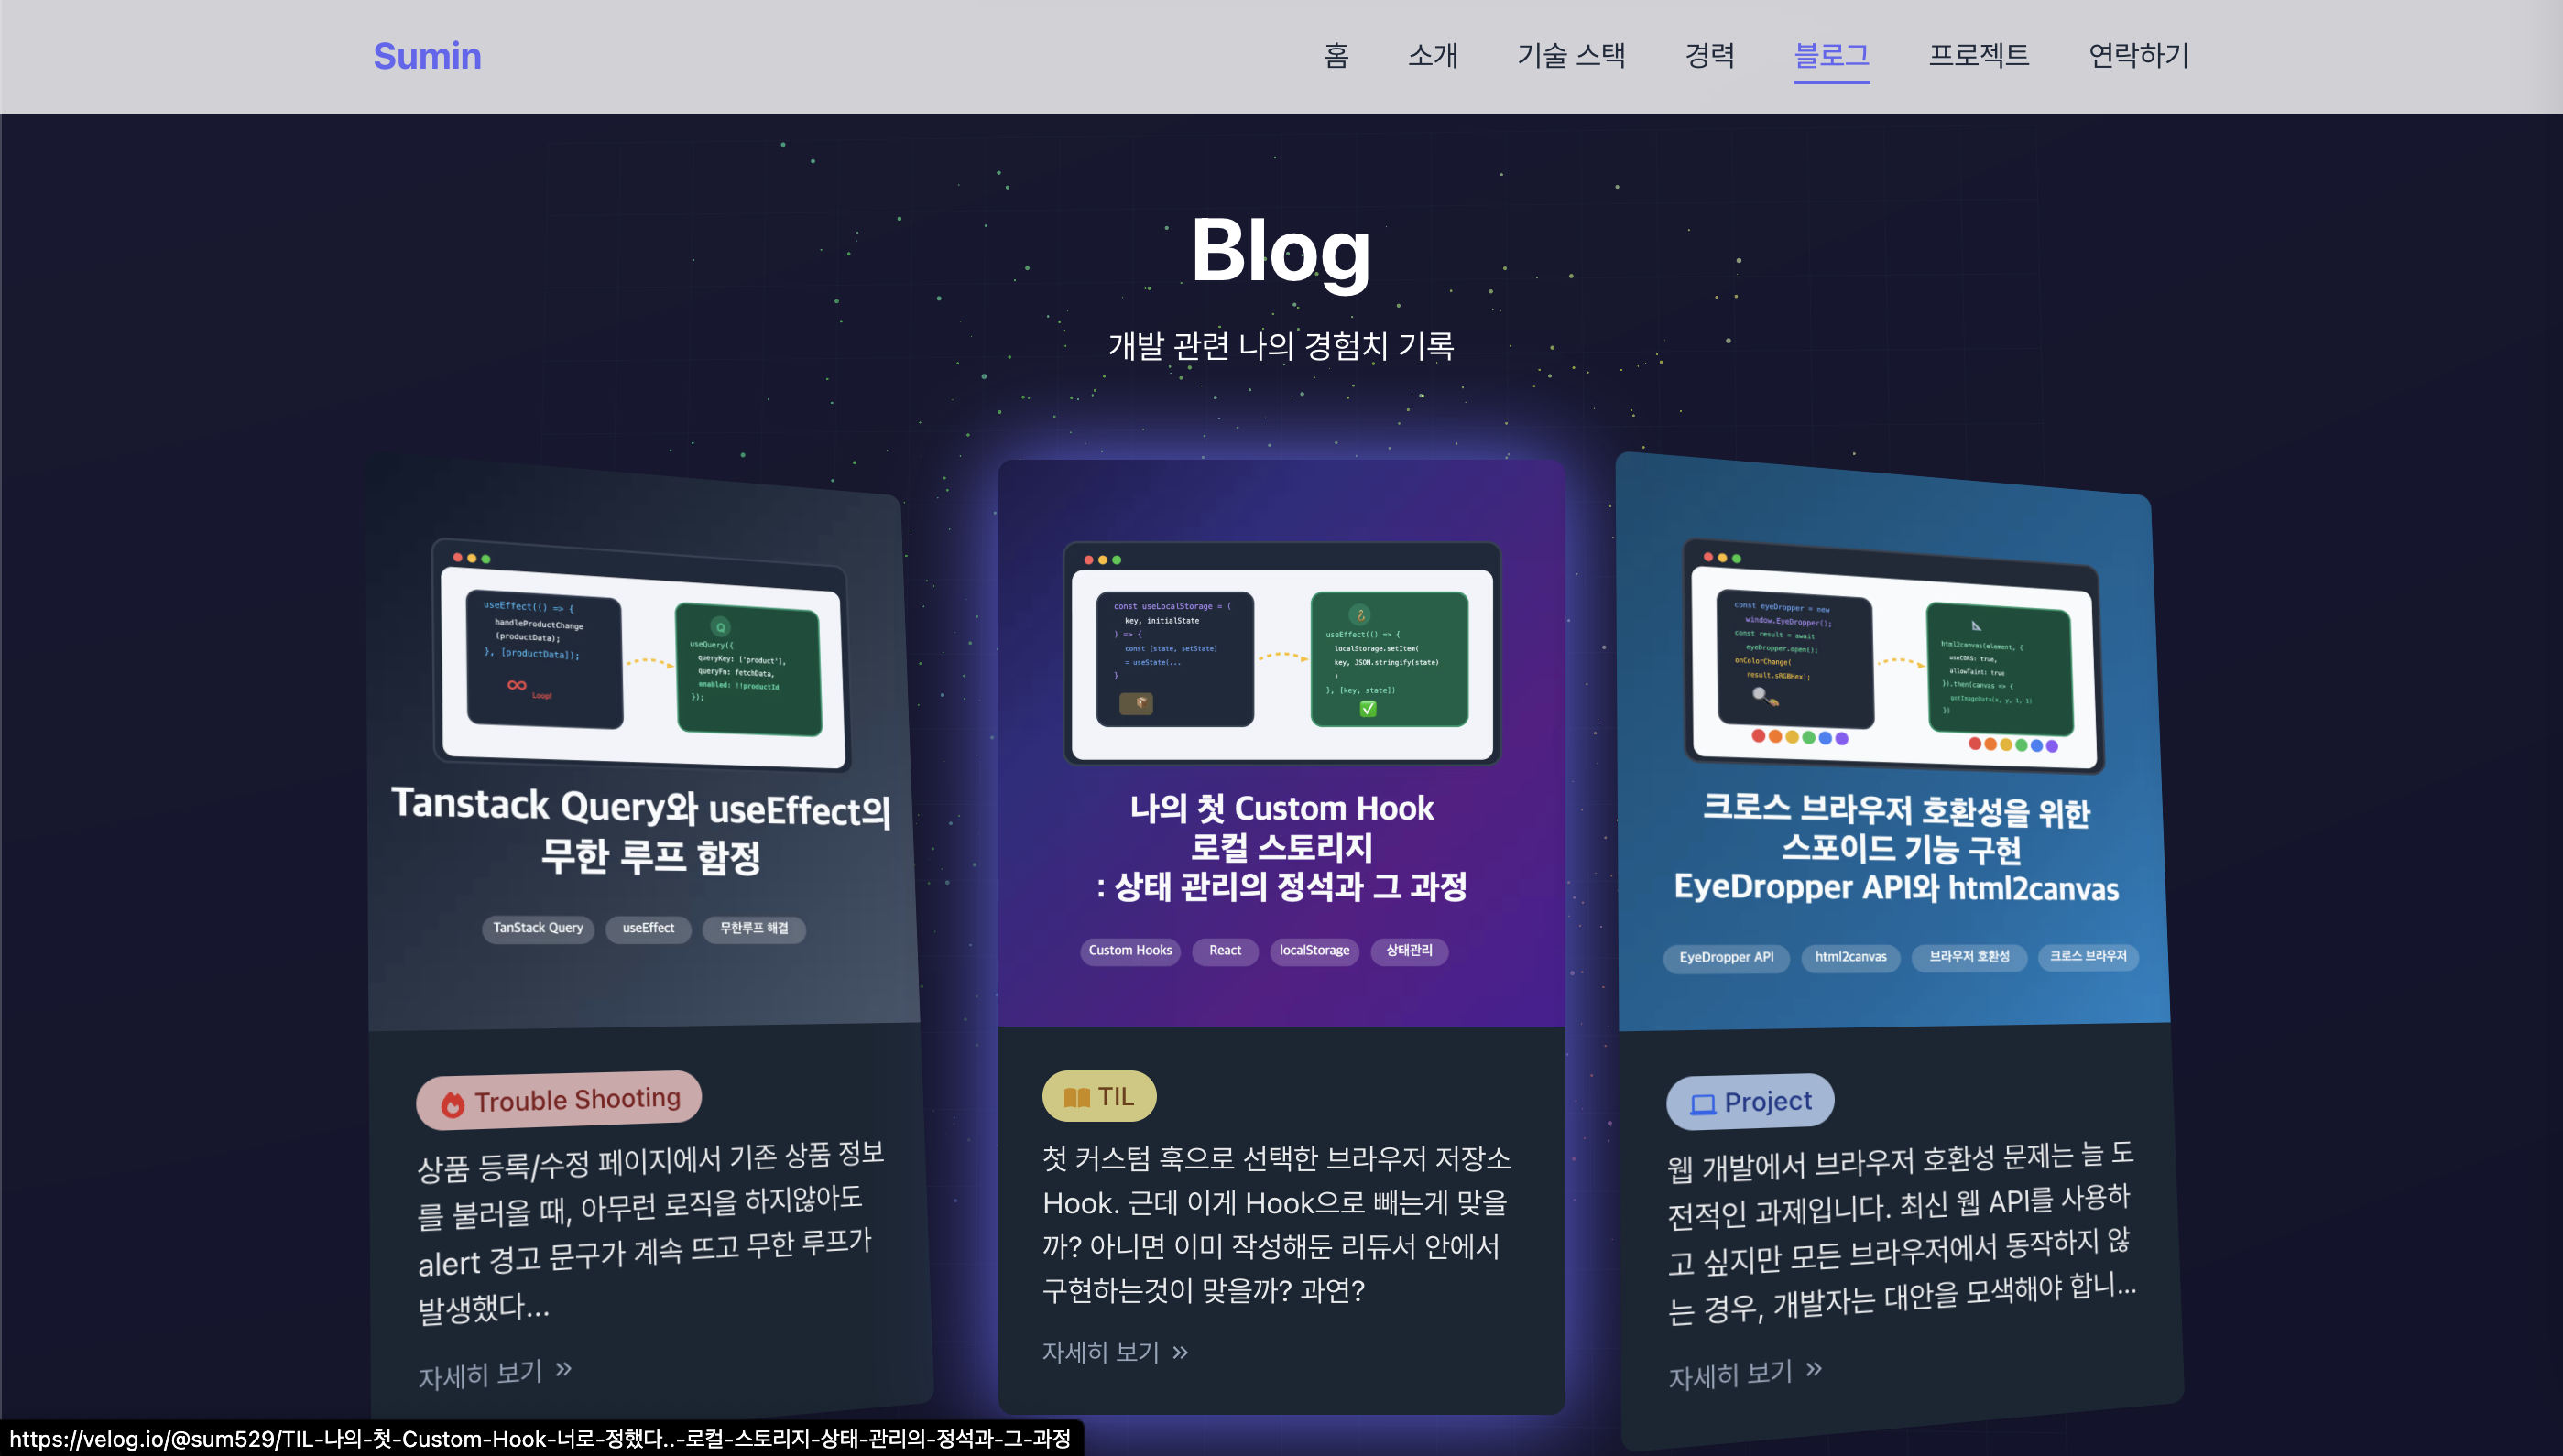 Sumin
홈 소개 기술 스택 경력 블로그 프로젝트 연락하기
Blog
개발 관련 나의 경험치 기록
useEffect(() => {
handleProductChange
(productData);
}, [productData]);
Loop!
Q
useQuery({
queryKey: ['product'],
queryFn: fetchData,
enabled: !!productId
});
Tanstack Query와 useEffect의
무한 루프 함정
TanStack Query useEffect 무한루프 해결
Trouble Shooting
상품 등록/수정 페이지에서 기존 상품 정보
를 불러올 때, 아무런 로직을 하지않아도
alert 경고 문구가 계속 뜨고 무한 루프가
발생했다...
자세히 보기 »
const useLocalStorage = (
key, initialState
) => {
const [state, setState]
= useState(...
}
useEffect(() => {
localStorage.setItem(
key, JSON.stringify(state)
)
}, [key, state])
나의 첫 Custom Hook
로컬 스토리지
: 상태 관리의 정석과 그 과정
Custom Hooks React localStorage 상태관리
TIL
첫 커스텀 훅으로 선택한 브라우저 저장소
Hook. 근데 이게 Hook으로 빼는게 맞을
까? 아니면 이미 작성해둔 리듀서 안에서
구현하는것이 맞을까? 과연?
자세히 보기 »
const eyeDropper = new
window.EyeDropper();
const result = await
eyeDropper.open();
onColorChange(
result.sRGBHex);
html2canvas(element, {
useCORS: true,
allowTaint: true
}).then(canvas => {
getImageData(x, y, 1, 1)
})
크로스 브라우저 호환성을 위한
스포이드 기능 구현
EyeDropper API와 html2canvas
EyeDropper API html2canvas 브라우저 호환성 크로스 브라우저
Project
웹 개발에서 브라우저 호환성 문제는 늘 도
전적인 과제입니다. 최신 웹 API를 사용하
고 싶지만 모든 브라우저에서 동작하지 않
는 경우, 개발자는 대안을 모색해야 합니...
자세히 보기 »
https://velog.io/@sum529/TIL-나의-첫-Custom-Hook-너로-정했다..-로컬-스토리지-상태-관리의-정석과-그-과정